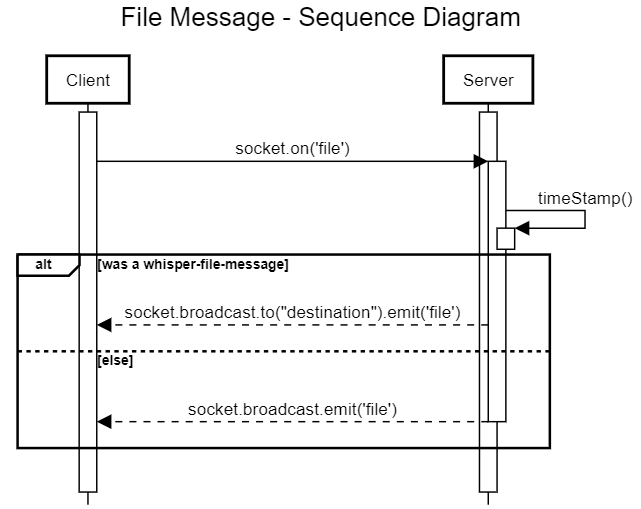 File Message - Sequence Diagram
Client
Server
socket.on('file')
timeStamp()
alt
[was a whisper-file-message]
socket.broadcast.to("destination").emit('file')
[else]
socket.broadcast.emit('file')